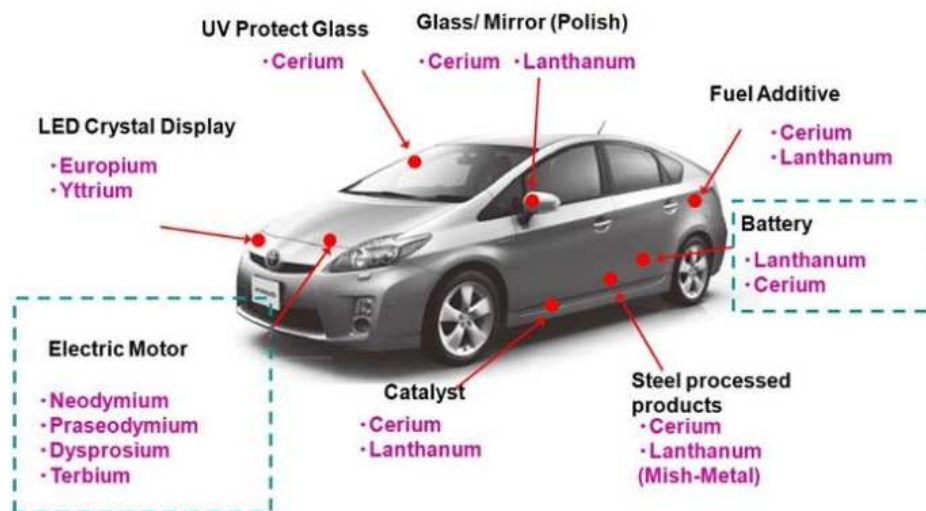 UV Protect Glass
・Cerium
Glass/ Mirror (Polish)
・Cerium ・Lanthanum
Fuel Additive
・Cerium
・Lanthanum
LED Crystal Display
・Europium
・Yttrium
Battery
・Lanthanum
・Cerium
Electric Motor
・Neodymium
・Praseodymium
・Dysprosium
・Terbium
Catalyst
・Cerium
・Lanthanum
Steel processed
products
・Cerium
・Lanthanum
(Mish-Metal)